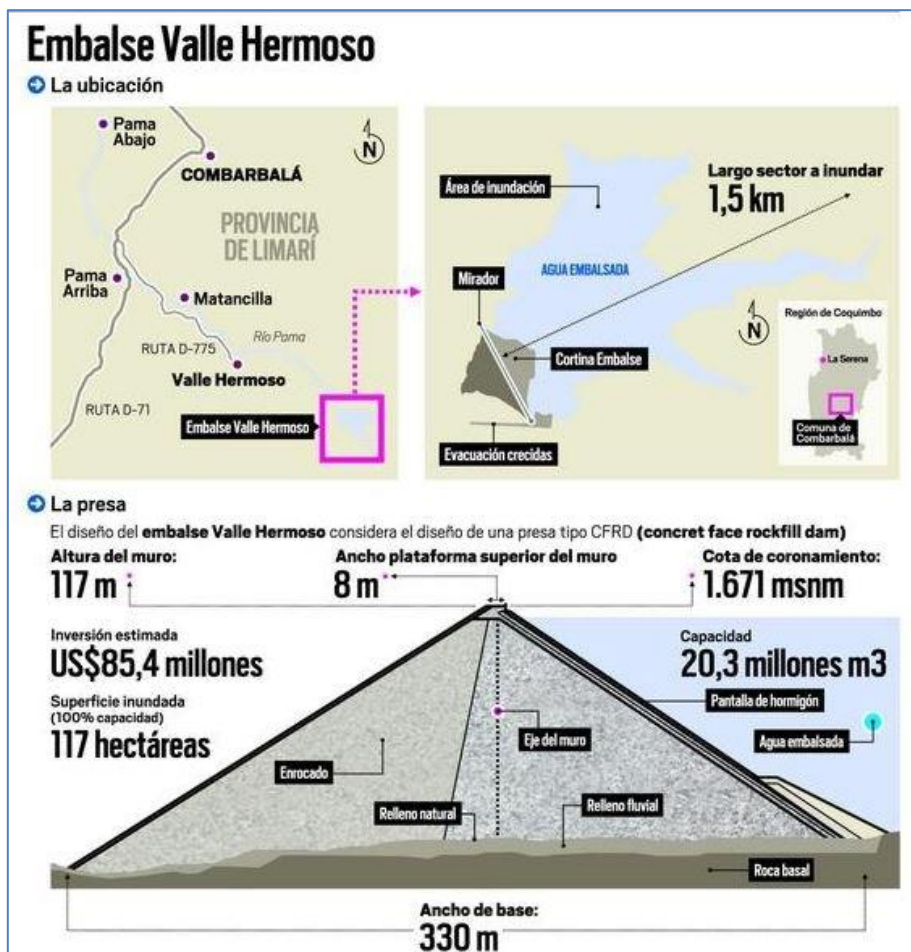 Embalse Valle Hermoso
La ubicación
Pama
Abajo
COMBARBALÁ
N
PROVINCIA
DE LIMARÍ
Pama
Arriba
Matancilla
Río Pama
RUTA D-775
Valle Hermoso
RUTA D-71
Embalse Valle Hermoso
Largo sector a inundar
1,5 km
Área de inundación
AGUA EMBALSADA
Mirador
N
Cortina Embalse
Evacuación crecidas
Región de Coquimbo
La Serena
Comuna de
Combarbalá
La presa
El diseño del embalse Valle Hermoso considera el diseño de una presa tipo CFRD (concret face rockfill dam)
Altura del muro:
117 m
Ancho plataforma superior del muro
8 m
Cota de coronamiento:
1.671 msnm
Inversión estimada
US$85,4 millones
Superficie inundada
(100% capacidad)
117 hectáreas
Capacidad
20,3 millones m3
Pantalla de hormigón
Agua embalsada
Eje del muro
Enrocado
Relleno natural
Relleno fluvial
Roca basal
Ancho de base:
330 m